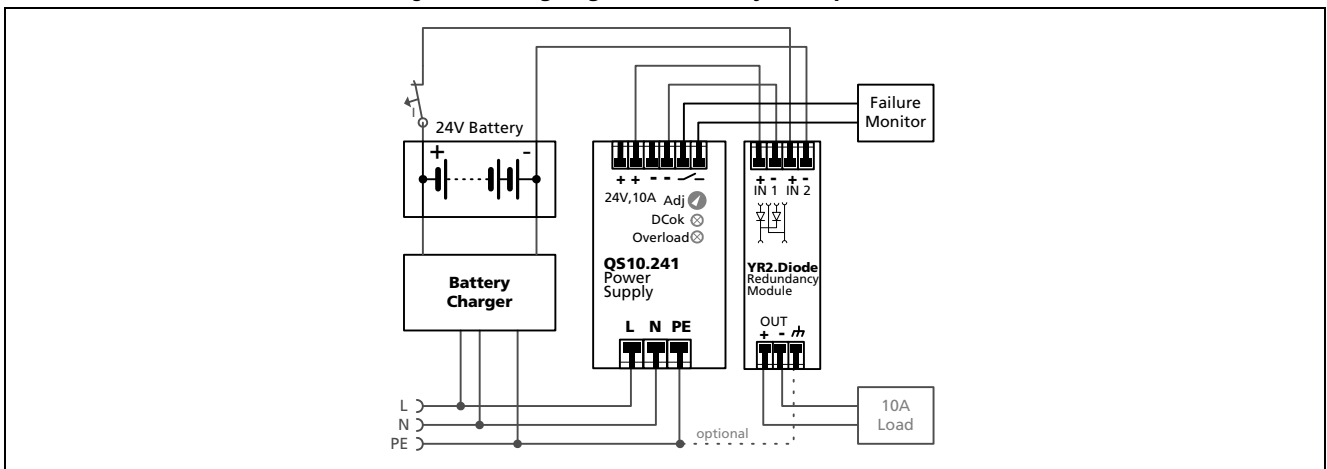 24V Battery
+ -
Battery
Charger
+ + - - 
24V,10A Adj
DCok
Overload
QS10.241
Power
Supply
L N PE
+ - + -
IN 1 IN 2
YR2.Diode
Redundancy
Module
OUT
+ -
Failure
Monitor
10A
Load
L
N
PE
optional
I